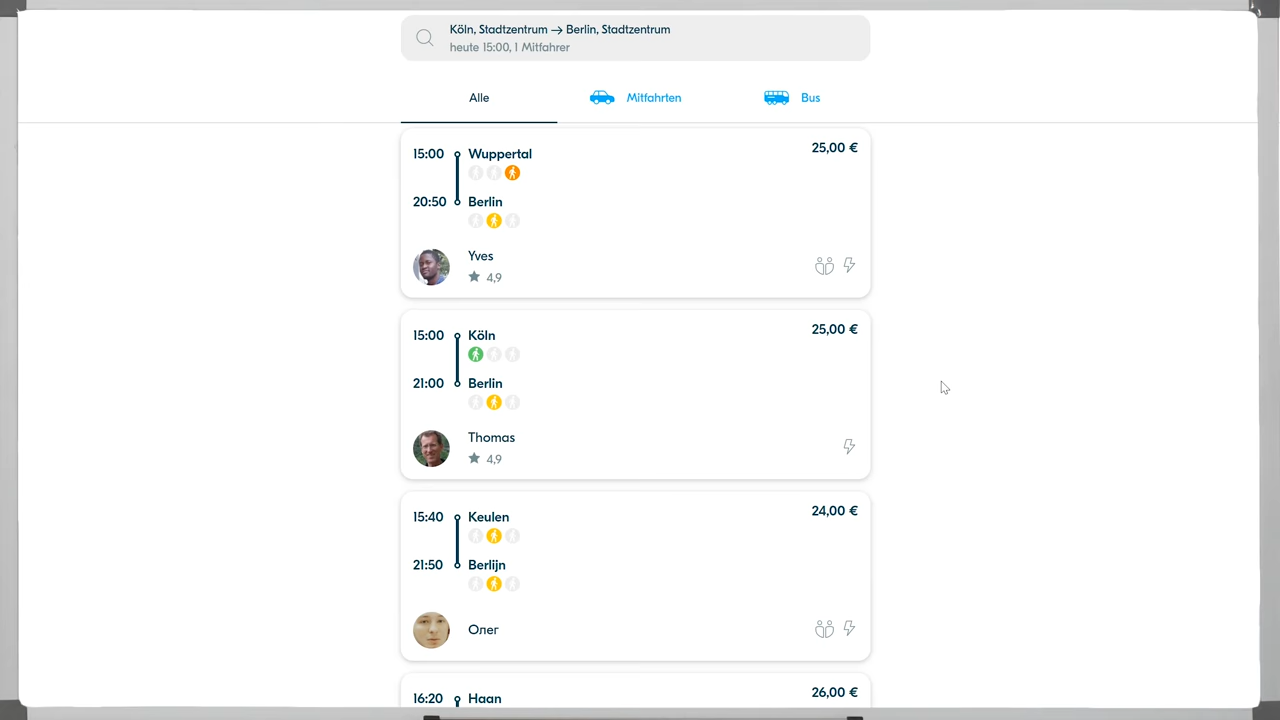 Köln, Stadtzentrum → Berlin, Stadtzentrum
heute 15:00, 1 Mitfahrer
Alle
Mitfahrten
Bus
15:00 Wuppertal 25,00 €
20:50 Berlin
Yves
4,9
15:00 Köln 25,00 €
21:00 Berlin
Thomas
4,9
15:40 Keulen 24,00 €
21:50 Berlijn
Олег
16:20 Haan 26,00 €